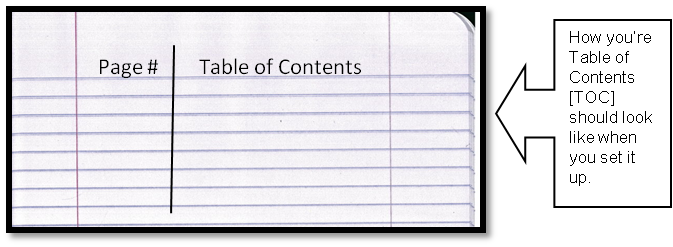 Page # Table of Contents
How you're
Table of
Contents
[TOC]
should look
like when
you set it
up.